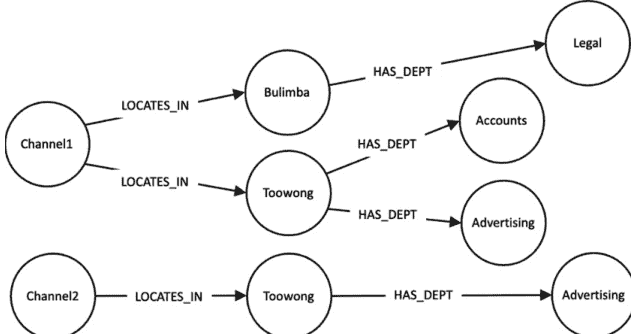 Legal
HAS_DEPT
Bulimba
LOCATES_IN
Accounts
HAS_DEPT
Channel1
LOCATES_IN
Toowong
HAS_DEPT
Advertising
Channel2
LOCATES_IN
Toowong
HAS_DEPT
Advertising